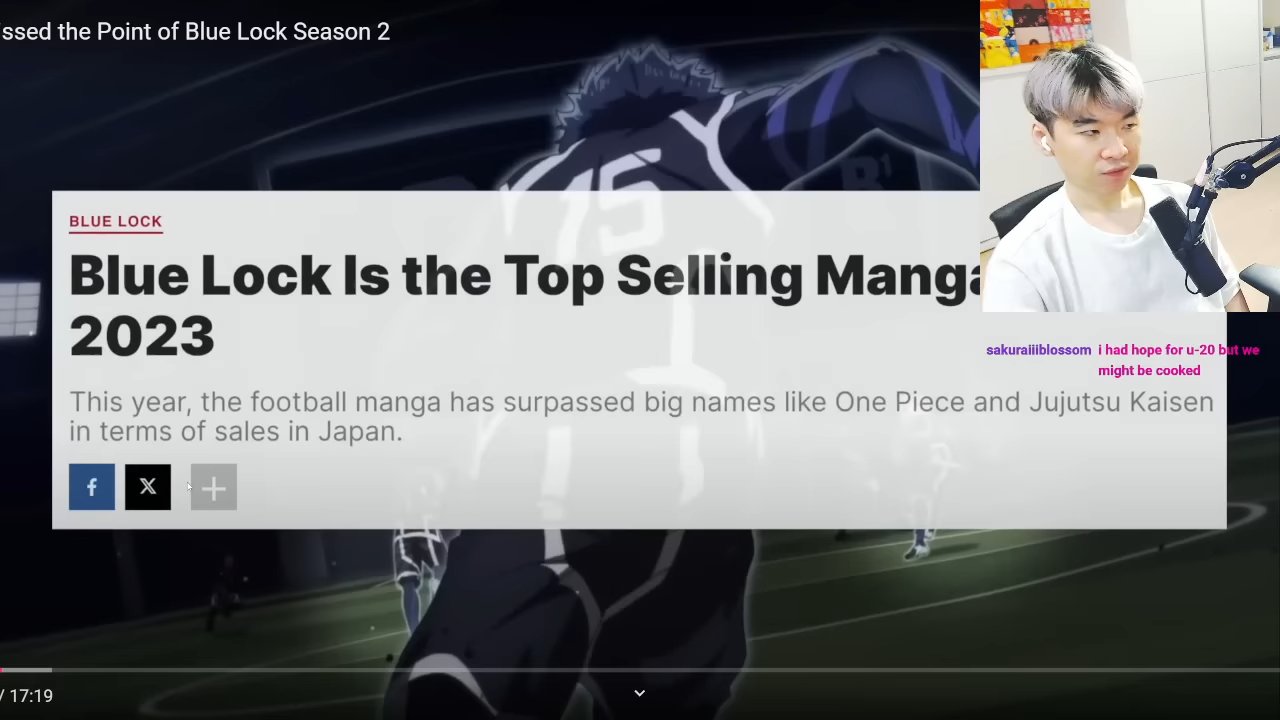 ssed the Point of Blue Lock Season 2
15
BLUE LOCK
Blue Lock Is the Top Selling Manga
2023
This year, the football manga has surpassed big names like One Piece and Jujutsu Kaisen
in terms of sales in Japan.
f X +
sakuraiiiblossom i had hope for u-20 but we
might be cooked
/ 17:19